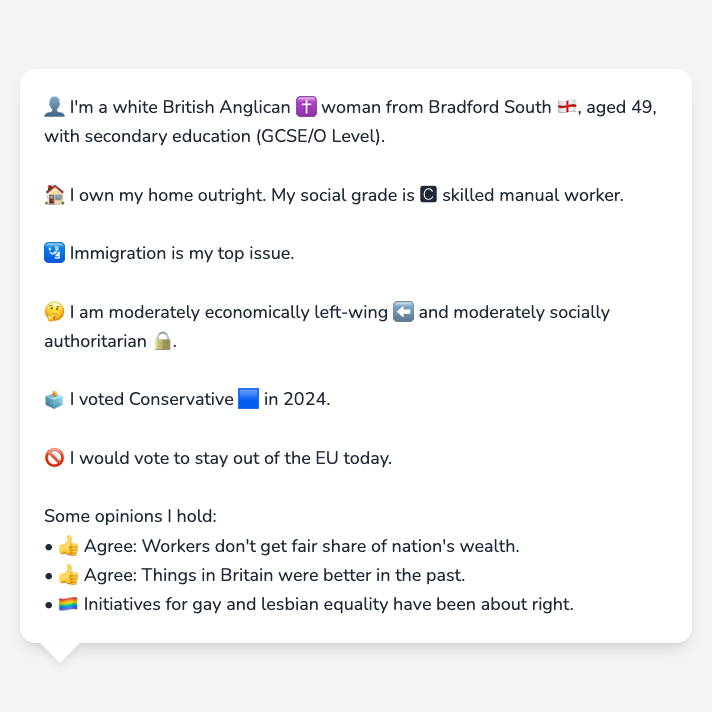 👤 I'm a white British Anglican ✝️ woman from Bradford South 🏴󠁧󠁢󠁥󠁮󠁧󠁿, aged 49,
with secondary education (GCSE/O Level).
🏠 I own my home outright. My social grade is 🅲 skilled manual worker.
🛂 Immigration is my top issue.
🤔 I am moderately economically left-wing ⬅️ and moderately socially
authoritarian 🔒.
🗳️ I voted Conservative 🟦 in 2024.
🚫 I would vote to stay out of the EU today.
Some opinions I hold:
• 👍 Agree: Workers don't get fair share of nation's wealth.
• 👍 Agree: Things in Britain were better in the past.
• 🏳️‍🌈 Initiatives for gay and lesbian equality have been about right.